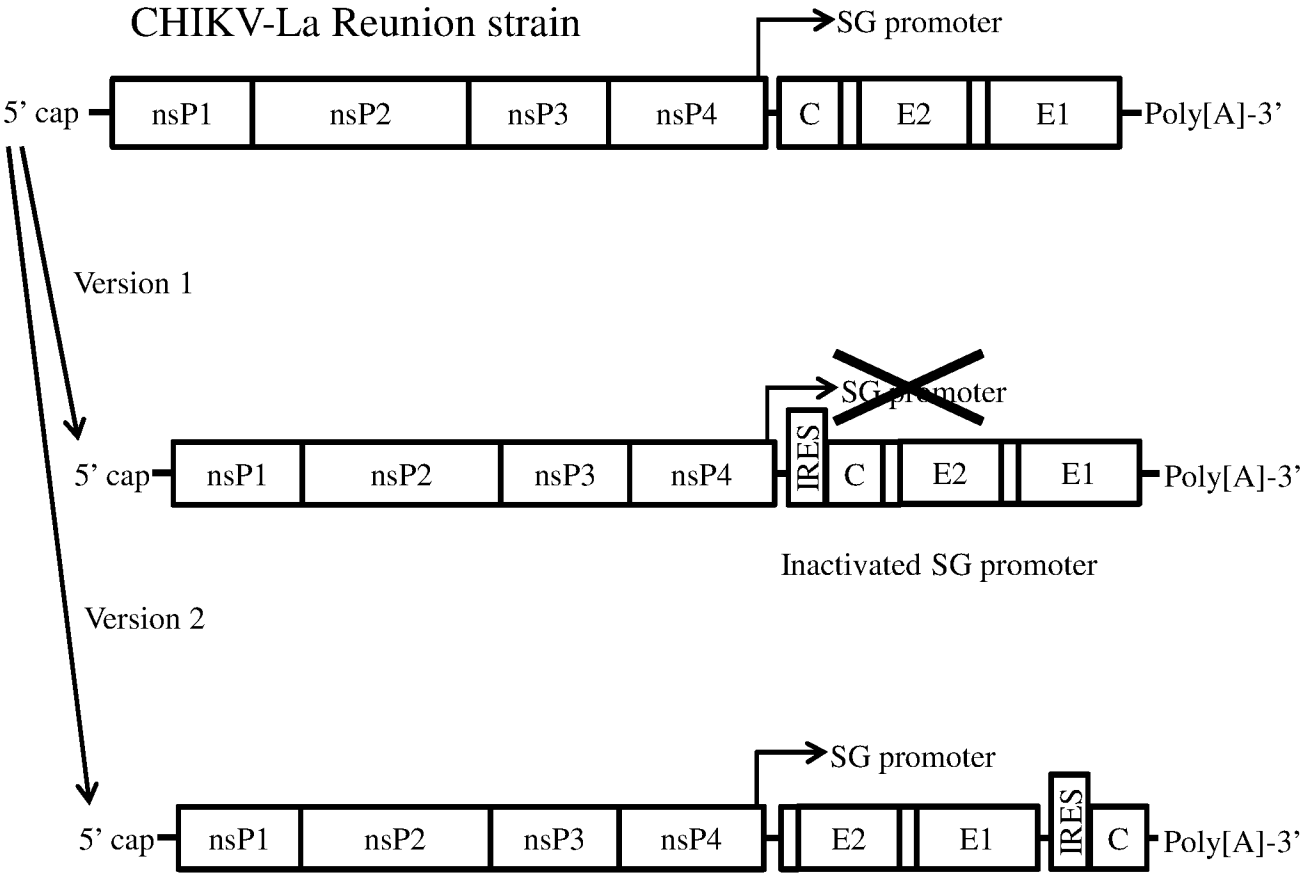 CHIKV-La Reunion strain
SG promoter
5’ cap nsP1 nsP2 nsP3 nsP4 C E2 E1 Poly[A]-3’
Version 1
SG promoter
5’ cap nsP1 nsP2 nsP3 nsP4 IRES C E2 E1 Poly[A]-3’
Inactivated SG promoter
Version 2
SG promoter
5’ cap nsP1 nsP2 nsP3 nsP4 E2 E1 IRES C Poly[A]-3’